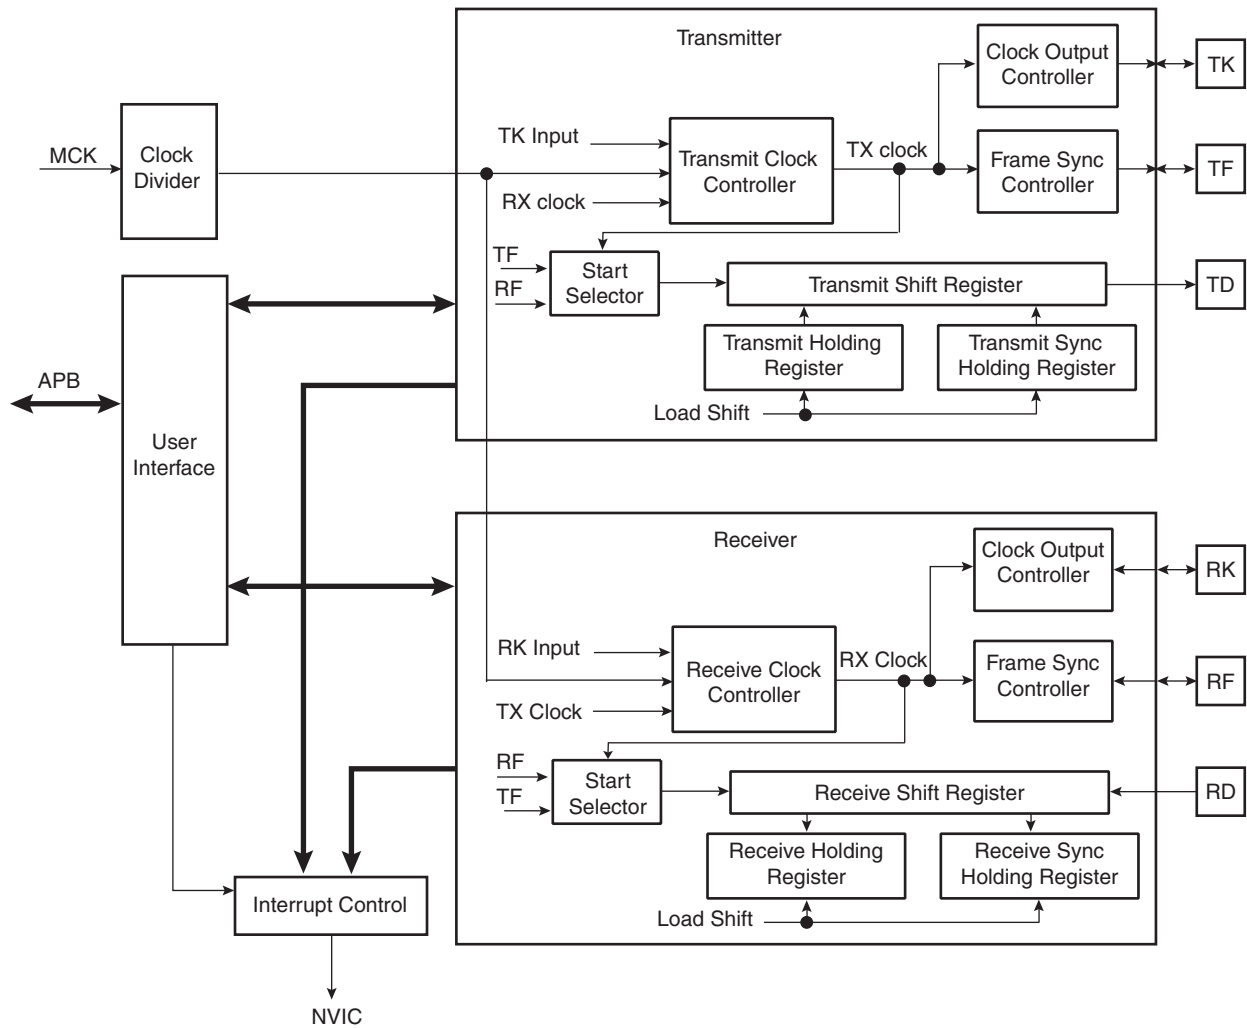 Transmitter
Clock Output
Controller
TK
MCK
Clock
Divider
TK Input
Transmit Clock
Controller
RX clock
TX clock
Frame Sync
Controller
TF
TF
RF
Start
Selector
Transmit Shift Register
TD
Transmit Holding
Register
Transmit Sync
Holding Register
Load Shift
APB
User
Interface
Receiver
Clock Output
Controller
RK
RK Input
Receive Clock
Controller
TX Clock
RX Clock
Frame Sync
Controller
RF
RF
TF
Start
Selector
Receive Shift Register
RD
Receive Holding
Register
Receive Sync
Holding Register
Load Shift
Interrupt Control
NVIC